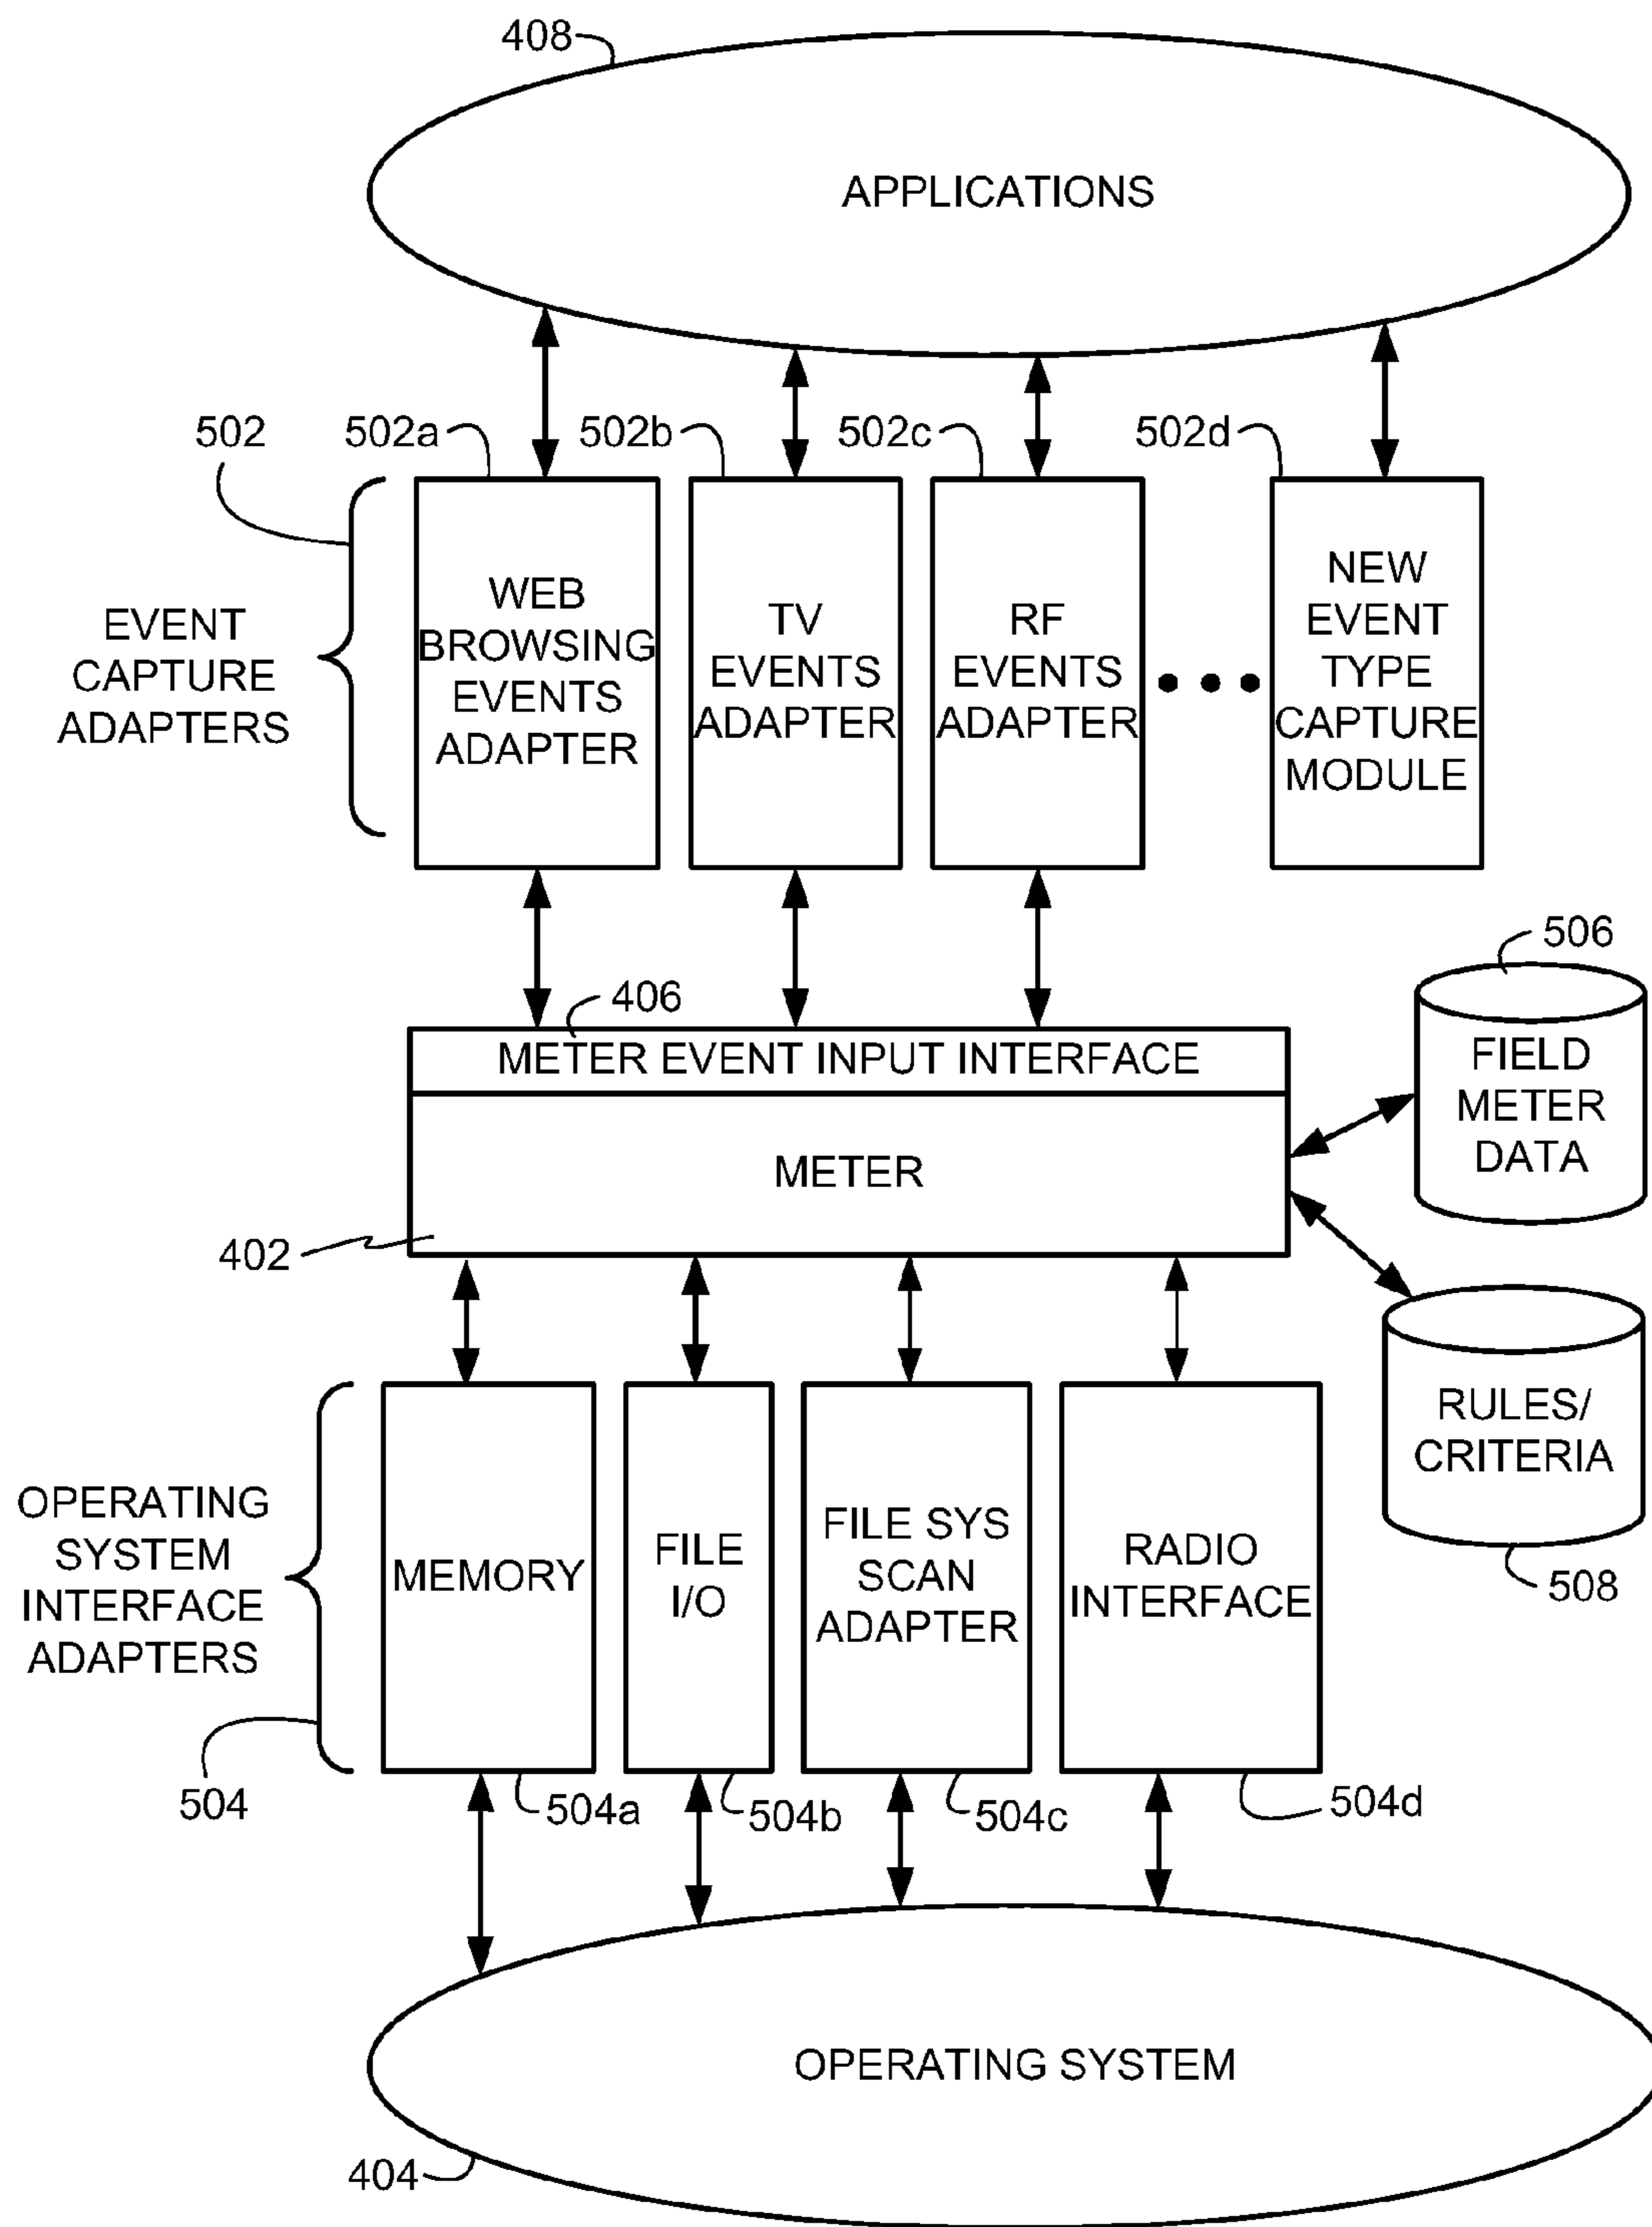 408
APPLICATIONS
502
502a
502b
502c
502d
EVENT
CAPTURE
ADAPTERS
WEB
BROWSING
EVENTS
ADAPTER
TV
EVENTS
ADAPTER
RF
EVENTS
ADAPTER
NEW
EVENT
TYPE
CAPTURE
MODULE
506
FIELD
METER
DATA
406
METER EVENT INPUT INTERFACE
METER
402
RULES/
CRITERIA
508
OPERATING
SYSTEM
INTERFACE
ADAPTERS
504
MEMORY
FILE
I/O
FILE SYS
SCAN
ADAPTER
RADIO
INTERFACE
504a
504b
504c
504d
OPERATING SYSTEM
404